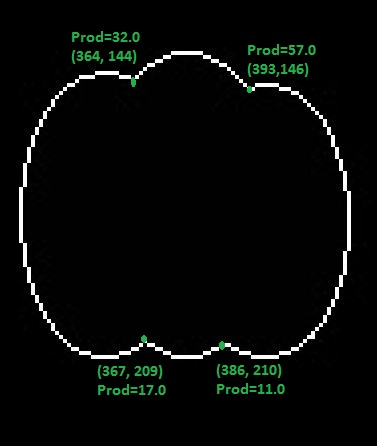 Prod=32.0
(364, 144)
Prod=57.0
(393,146)
(367, 209)
Prod=17.0
(386, 210)
Prod=11.0